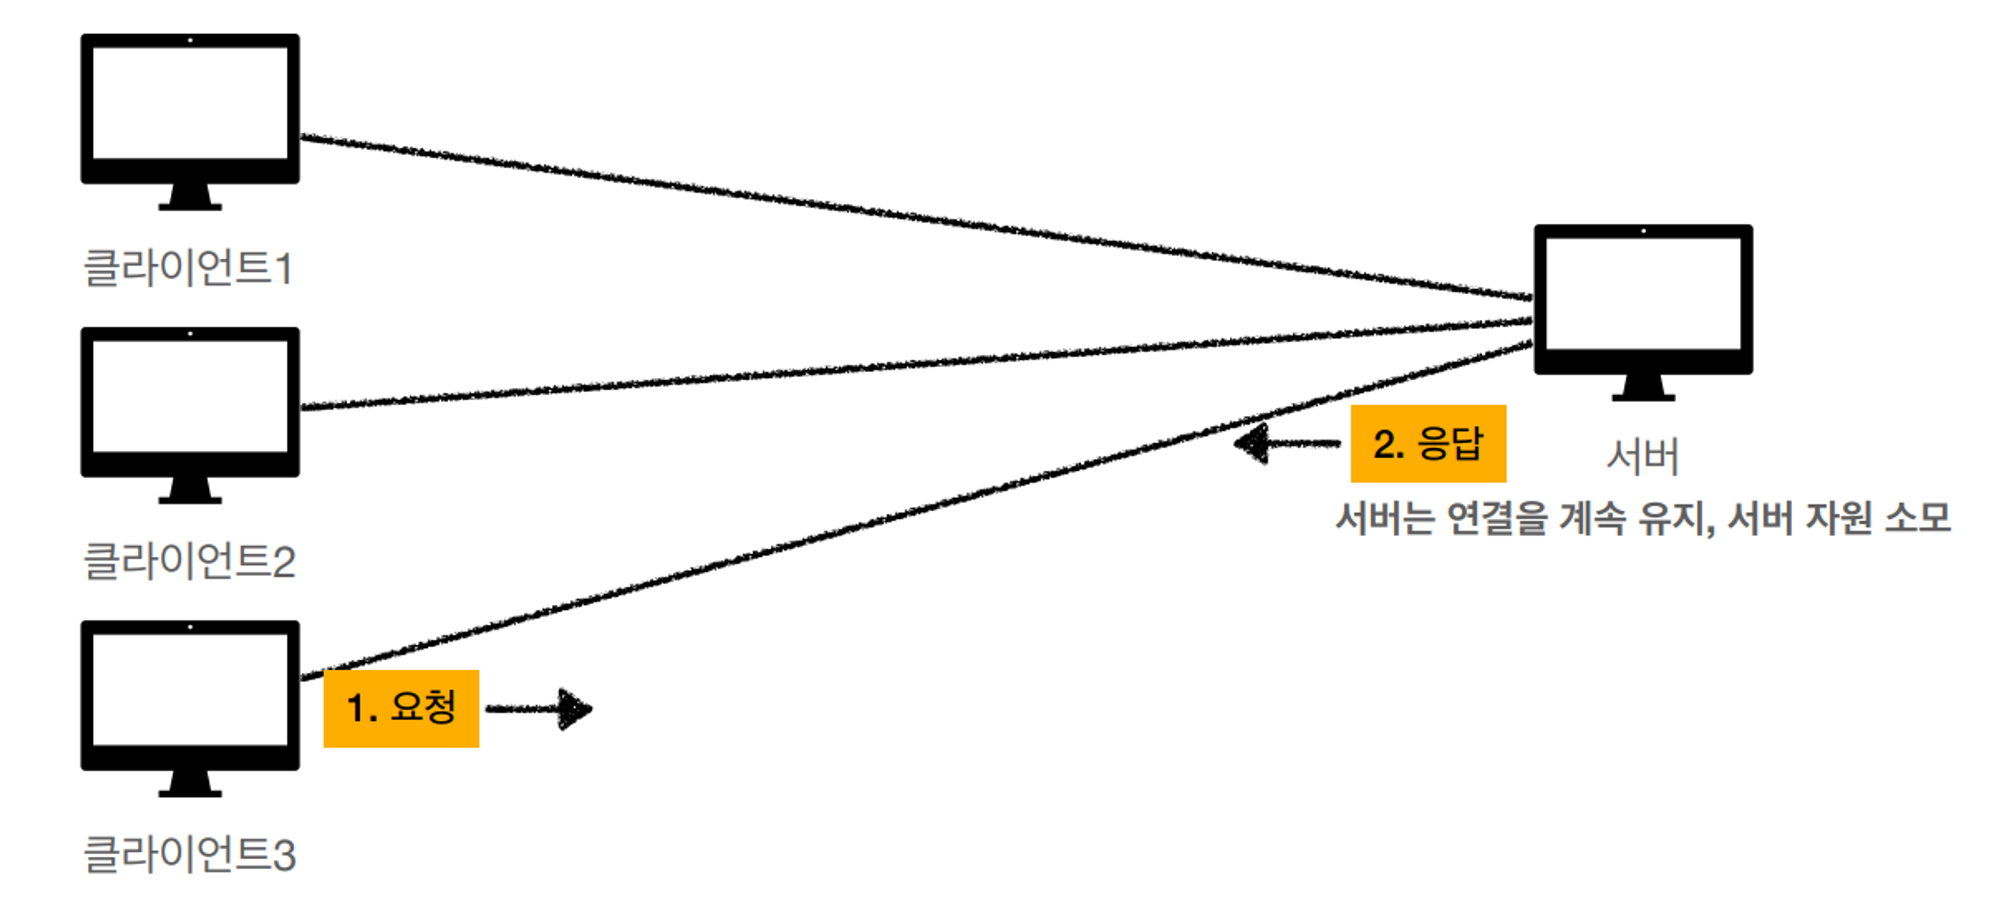 클라이언트1
클라이언트2
2. 응답
서버
서버는 연결을 계속 유지, 서버 자원 소모
1. 요청
클라이언트3